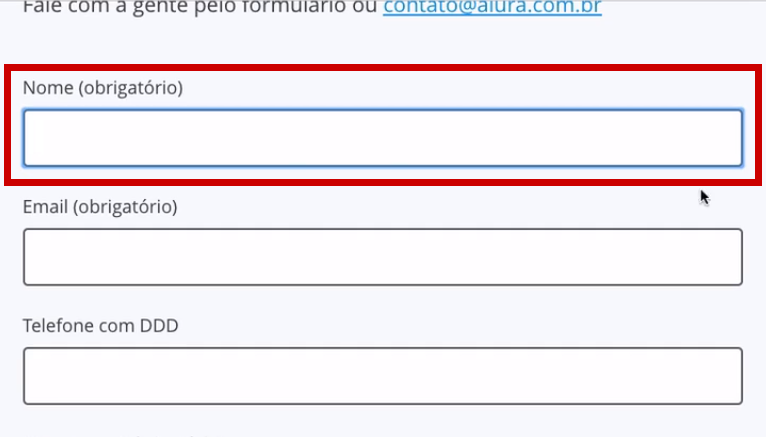 Fale com a gente pelo formulário ou contato@alura.com.br
Nome (obrigatório)
Email (obrigatório)
Telefone com DDD